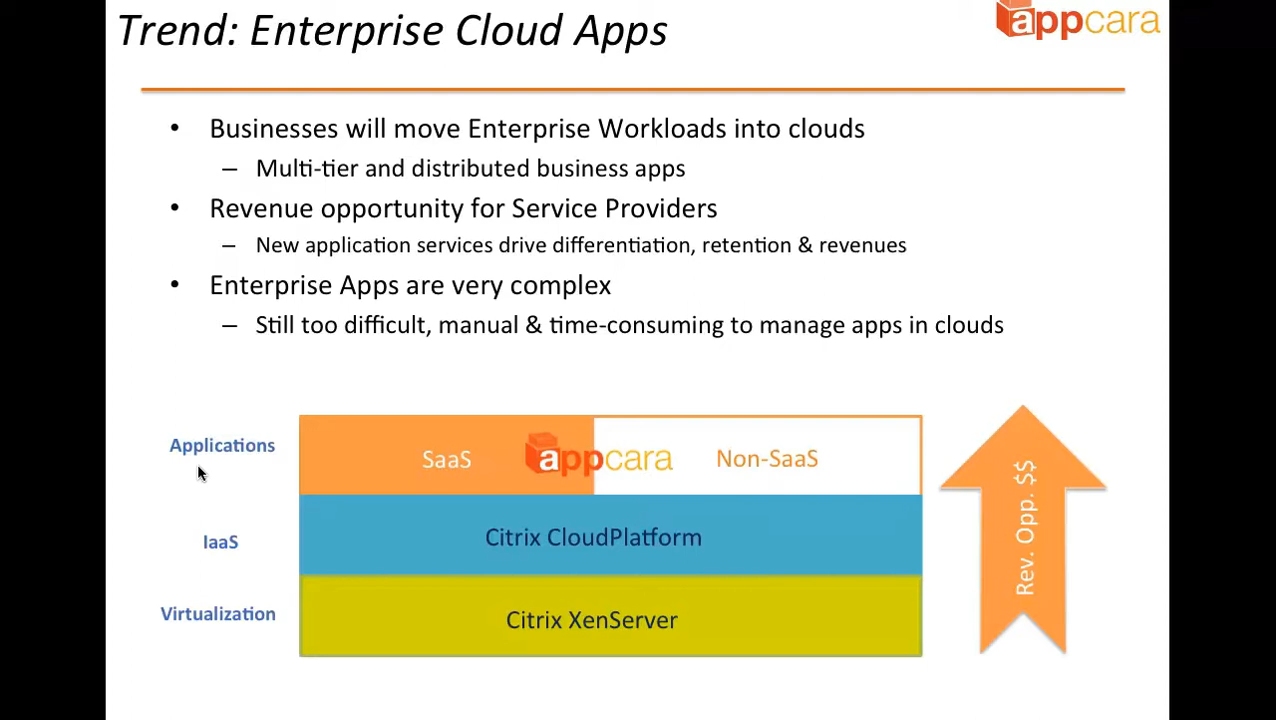 Trend: Enterprise Cloud Apps
appcara
• Businesses will move Enterprise Workloads into clouds
– Multi-tier and distributed business apps
• Revenue opportunity for Service Providers
– New application services drive differentiation, retention & revenues
• Enterprise Apps are very complex
– Still too difficult, manual & time-consuming to manage apps in clouds
Applications
SaaS
appcara
Non-SaaS
IaaS
Citrix CloudPlatform
Virtualization
Citrix XenServer
Rev. Opp. $$